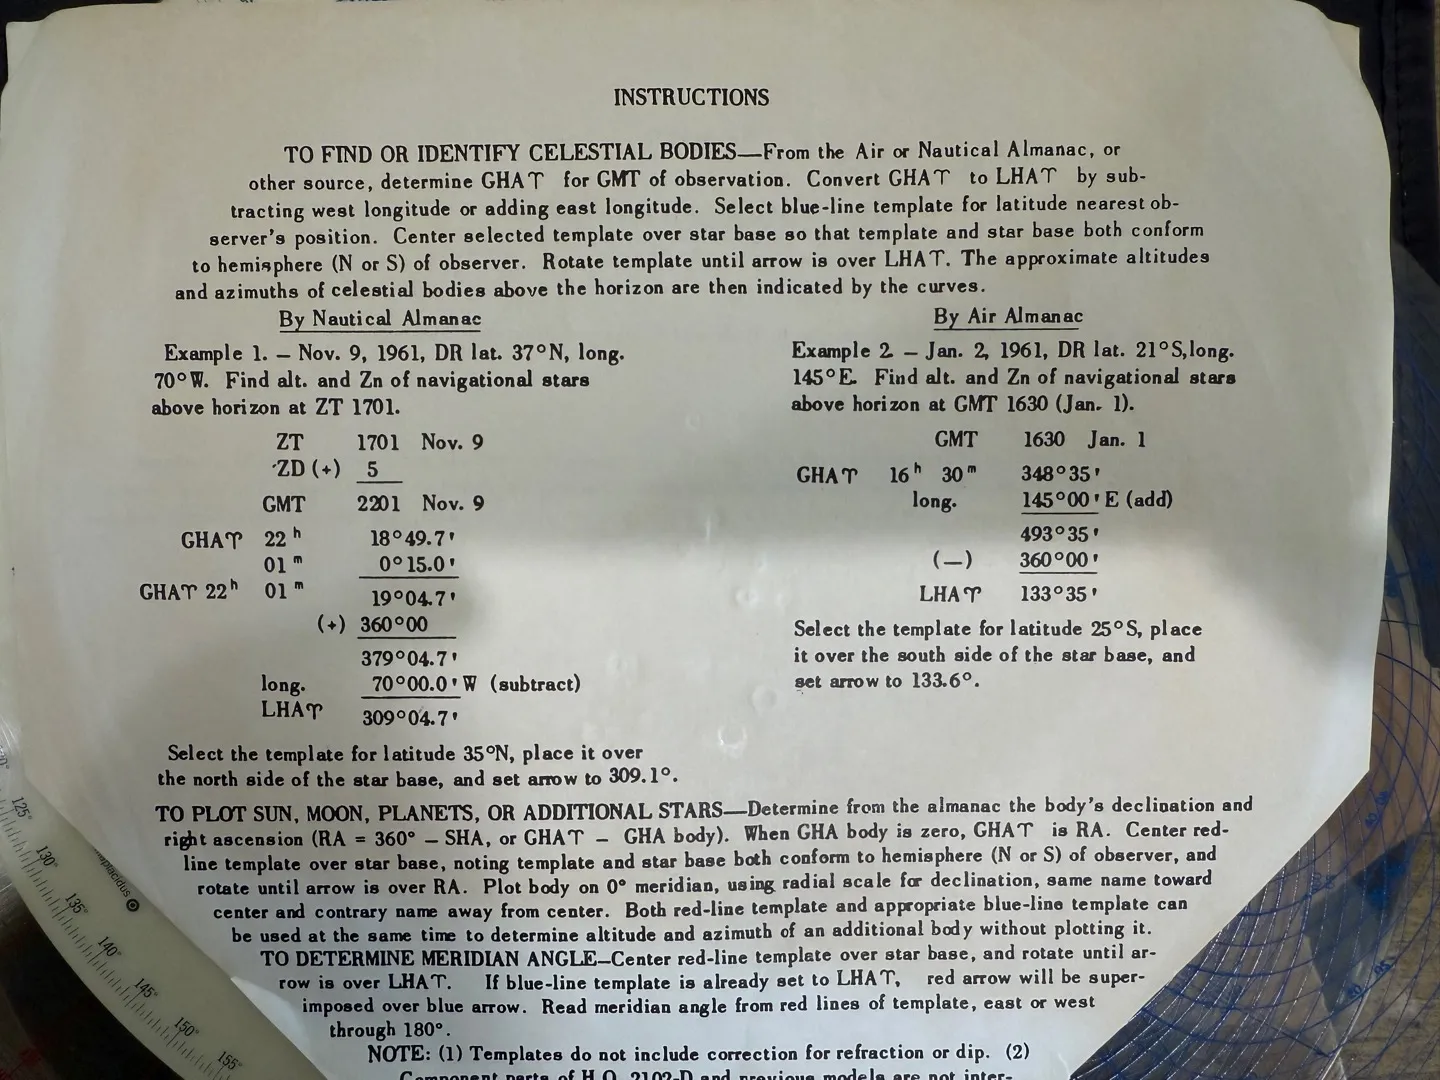 INSTRUCTIONS
TO FIND OR IDENTIFY CELESTIAL BODIES—From the Air or Nautical Almanac, or
other source, determine GHA♈ for GMT of observation. Convert GHA♈ to LHA♈ by sub-
tracting west longitude or adding east longitude. Select blue-line template for latitude nearest ob-
server's position. Center selected template over star base so that template and star base both conform
to hemisphere (N or S) of observer. Rotate template until arrow is over LHA♈. The approximate altitudes
and azimuths of celestial bodies above the horizon are then indicated by the curves.
By Nautical Almanac
Example 1. – Nov. 9, 1961, DR lat. 37°N, long.
70°W. Find alt. and Zn of navigational stars
above horizon at ZT 1701.
ZT 1701 Nov. 9
ZD (+) 5
GMT 2201 Nov. 9
GHA♈ 22h 18°49.7'
01m 0°15.0'
GHA♈ 22h 01m 19°04.7'
(+) 360°00
379°04.7'
long. 70°00.0'W (subtract)
LHA♈ 309°04.7'
Select the template for latitude 35°N, place it over
the north side of the star base, and set arrow to 309.1°.
By Air Almanac
Example 2. – Jan. 2, 1961, DR lat. 21°S, long.
145°E. Find alt. and Zn of navigational stars
above horizon at GMT 1630 (Jan. 1).
GMT 1630 Jan. 1
GHA♈ 16h 30m 348°35'
long. 145°00'E (add)
493°35'
(—) 360°00'
LHA♈ 133°35'
Select the template for latitude 25°S, place
it over the south side of the star base, and
set arrow to 133.6°.
TO PLOT SUN, MOON, PLANETS, OR ADDITIONAL STARS—Determine from the almanac the body's declination and
right ascension (RA = 360° – SHA, or GHA♈ – GHA body). When GHA body is zero, GHA♈ is RA. Center red-
line template over star base, noting template and star base both conform to hemisphere (N or S) of observer, and
rotate until arrow is over RA. Plot body on 0° meridian, using radial scale for declination, same name toward
center and contrary name away from center. Both red-line template and appropriate blue-line template can
be used at the same time to determine altitude and azimuth of an additional body without plotting it.
TO DETERMINE MERIDIAN ANGLE—Center red-line template over star base, and rotate until ar-
row is over LHA♈. If blue-line template is already set to LHA♈, red arrow will be super-
imposed over blue arrow. Read meridian angle from red lines of template, east or west
through 180°.
NOTE: (1) Templates do not include correction for refraction or dip. (2)
Component parts of H.O. 2102-D and previous models are not inter-
125°
130°
135°
140°
145°
150°
155°